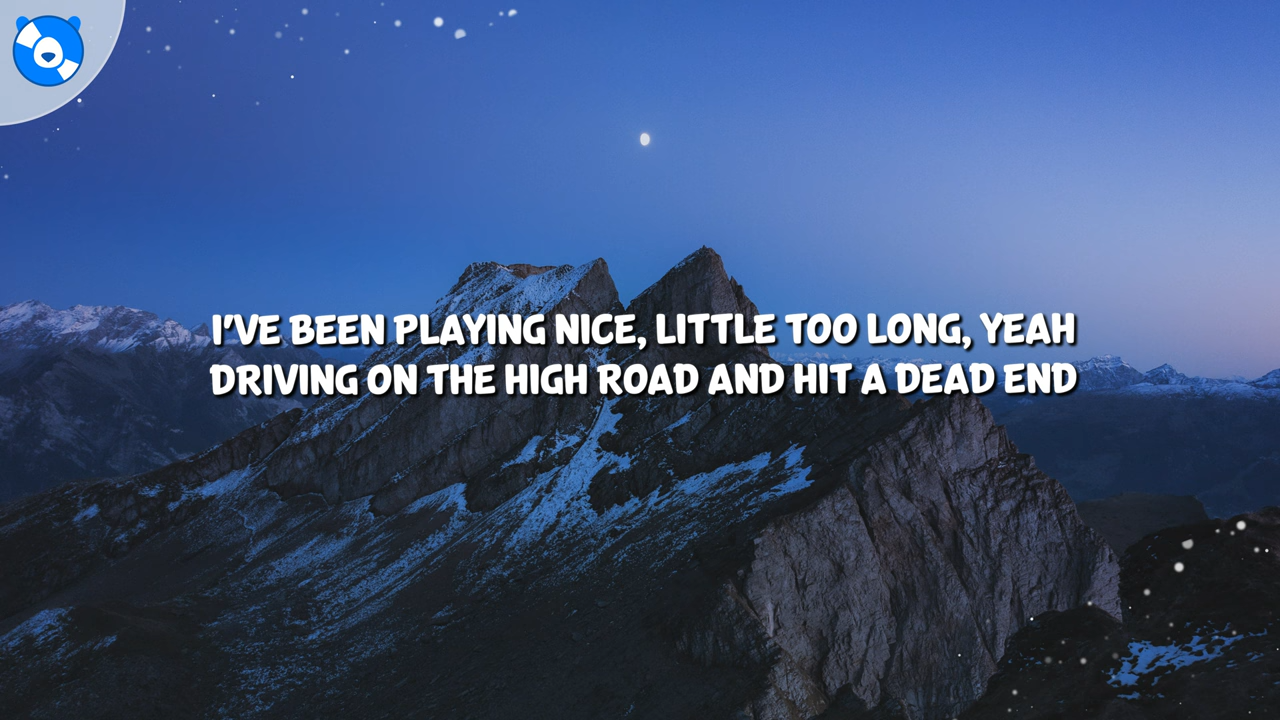 I'VE BEEN PLAYING NICE, LITTLE TOO LONG, YEAH
DRIVING ON THE HIGH ROAD AND HIT A DEAD END